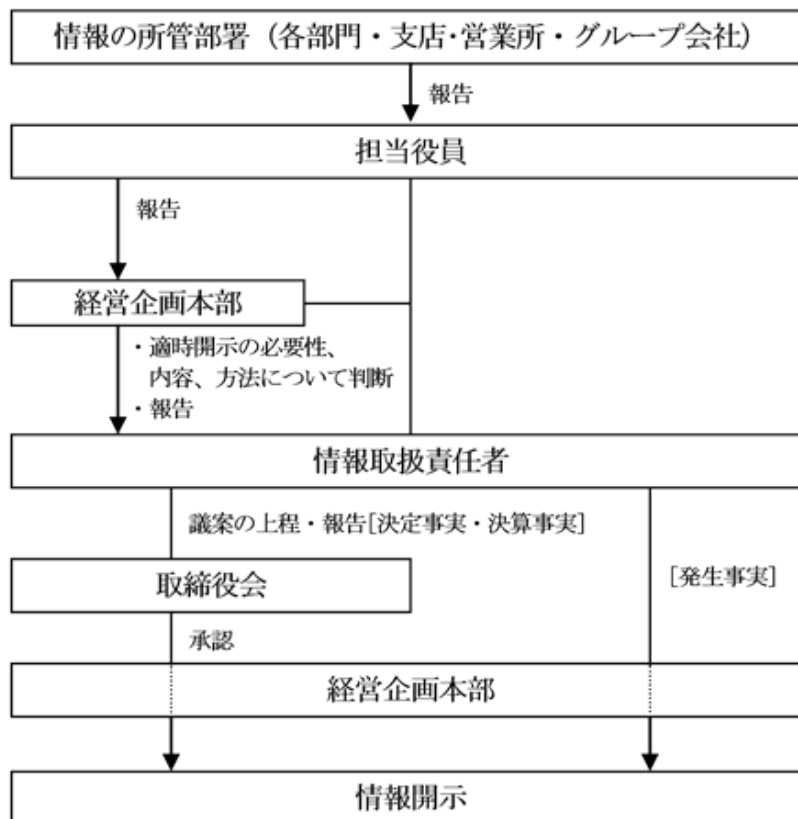 情報の所管部署（各部門・支店・営業所・グループ会社）
報告
担当役員
報告
経営企画本部
・適時開示の必要性、
内容、方法について判断
・報告
情報取扱責任者
議案の上程・報告[決定事実・決算事実]
取締役会
[発生事実]
承認
経営企画本部
情報開示